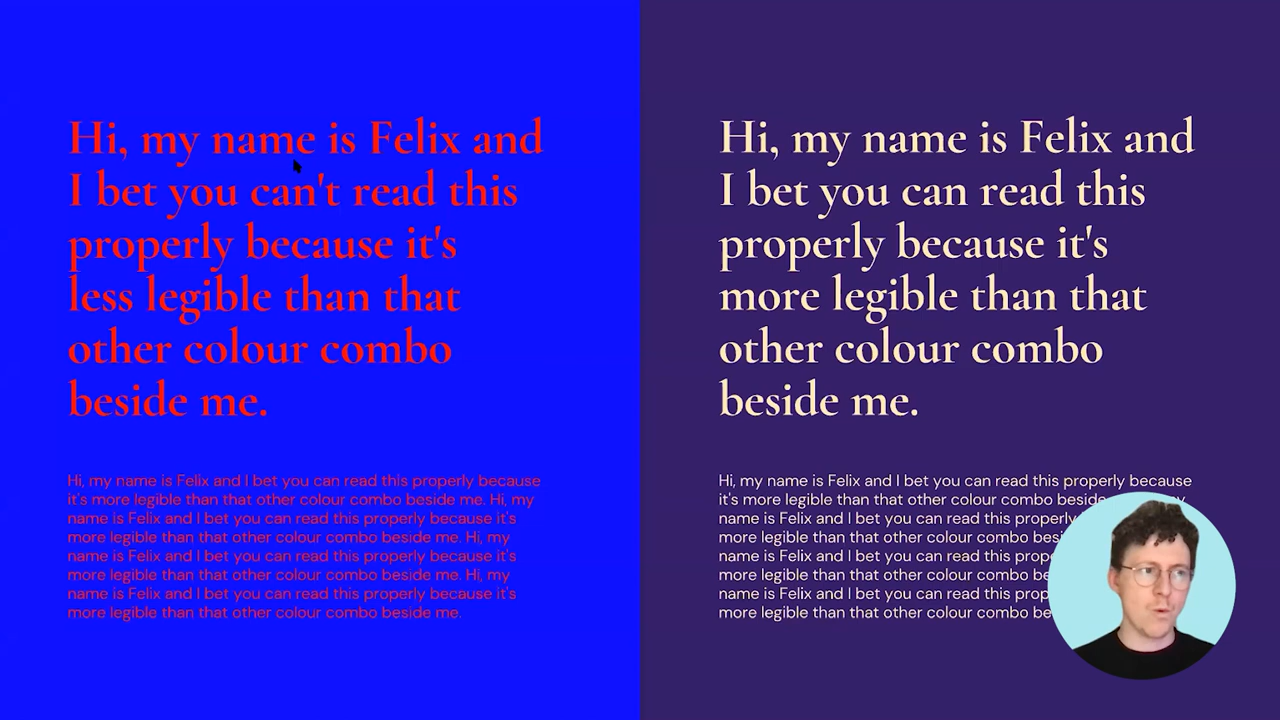 Hi, my name is Felix and
I bet you can't read this
properly because it's
less legible than that
other colour combo
beside me.
Hi, my name is Felix and I bet you can read this properly because
it's more legible than that other colour combo beside me. Hi, my
name is Felix and I bet you can read this properly because it's
more legible than that other colour combo beside me. Hi, my
name is Felix and I bet you can read this properly because it's
more legible than that other colour combo beside me. Hi, my
name is Felix and I bet you can read this properly because it's
more legible than that other colour combo beside me.
Hi, my name is Felix and
I bet you can read this
properly because it's
more legible than that
other colour combo
beside me.
Hi, my name is Felix and I bet you can read this properly because
it's more legible than that other colour combo beside
name is Felix and I bet you can read this properly
more legible than that other colour combo
name is Felix and I bet you can read this
more legible than that other colour combo
name is Felix and I bet you can read this
more legible than that other colour combo